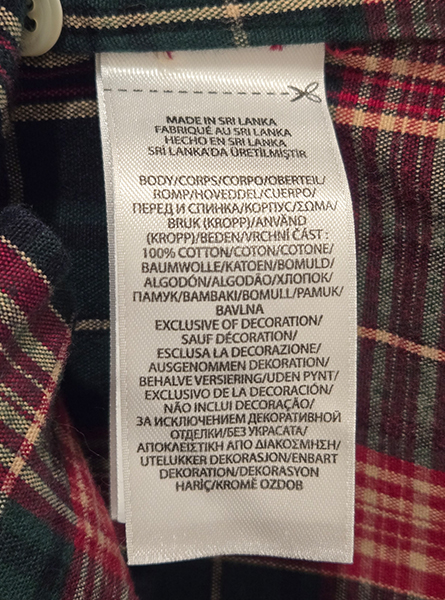 MADE IN SRI LANKA
FABRIQUÉ AU SRI LANKA
HECHO EN SRI LANKA
SRİ LANKA'DA ÜRETİLMİŞTİR
BODY/CORPS/CORPO/OBERTEIL/
ROMP/HOVEDDEL/CUERPO/
ПЕРЕД И СПИНКА/КОРПУС/ΣΩΜΑ/
BRUK (KROPP)/ANVÄND
(KROPP)/BEDEN/VRCHNÍ ČÁST :
100% COTTON/COTON/COTONE/
BAUMWOLLE/KATOEN/BOMULD/
ALGODÓN/ALGODÃO/ХЛОПОК/
ПАМУК/ΒΑΜΒΑΚΙ/BOMULL/PAMUK/
BAVLNA
EXCLUSIVE OF DECORATION/
SAUF DÉCORATION/
ESCLUSA LA DECORAZIONE/
AUSGENOMMEN DEKORATION/
BEHALVE VERSIERING/UDEN PYNT/
EXCLUSIVO DE LA DECORACIÓN/
NÃO INCLUI DECORAÇÃO/
ЗА ИСКЛЮЧЕНИЕМ ДЕКОРАТИВНОЙ
ОТДЕЛКИ/БЕЗ УКРАСАТА/
ΑΠΟΚΛΕΙΣΤΙΚΗ ΑΠΟ ΔΙΑΚΟΣΜΗΣΗ/
UTELUKKER DEKORASJON/ENBART
DEKORATION/DEKORASYON
HARİÇ/KROMĚ OZDOB